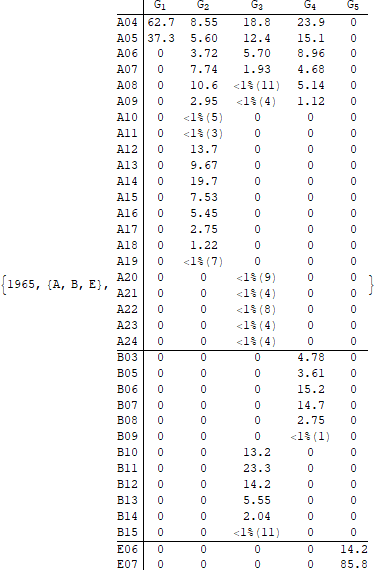 G1 G2 G3 G4 G5
A04 62.7 8.55 18.8 23.9 0
A05 37.3 5.60 12.4 15.1 0
A06 0 3.72 5.70 8.96 0
A07 0 7.74 1.93 4.68 0
A08 0 10.6 <1%(11) 5.14 0
A09 0 2.95 <1%(4) 1.12 0
A10 0 <1%(5) 0 0 0
A11 0 <1%(3) 0 0 0
A12 0 13.7 0 0 0
A13 0 9.67 0 0 0
A14 0 19.7 0 0 0
A15 0 7.53 0 0 0
A16 0 5.45 0 0 0
A17 0 2.75 0 0 0
A18 0 1.22 0 0 0
A19 0 <1%(7) 0 0 0
A20 0 0 <1%(9) 0 0
{1965, {A, B, E}, A21 0 0 <1%(4) 0 0 }
A22 0 0 <1%(8) 0 0
A23 0 0 <1%(4) 0 0
A24 0 0 <1%(4) 0 0
B03 0 0 0 4.78 0
B05 0 0 0 3.61 0
B06 0 0 0 15.2 0
B07 0 0 0 14.7 0
B08 0 0 0 2.75 0
B09 0 0 0 <1%(1) 0
B10 0 0 13.2 0 0
B11 0 0 23.3 0 0
B12 0 0 14.2 0 0
B13 0 0 5.55 0 0
B14 0 0 2.04 0 0
B15 0 0 <1%(11) 0 0
E06 0 0 0 0 14.2
E07 0 0 0 0 85.8